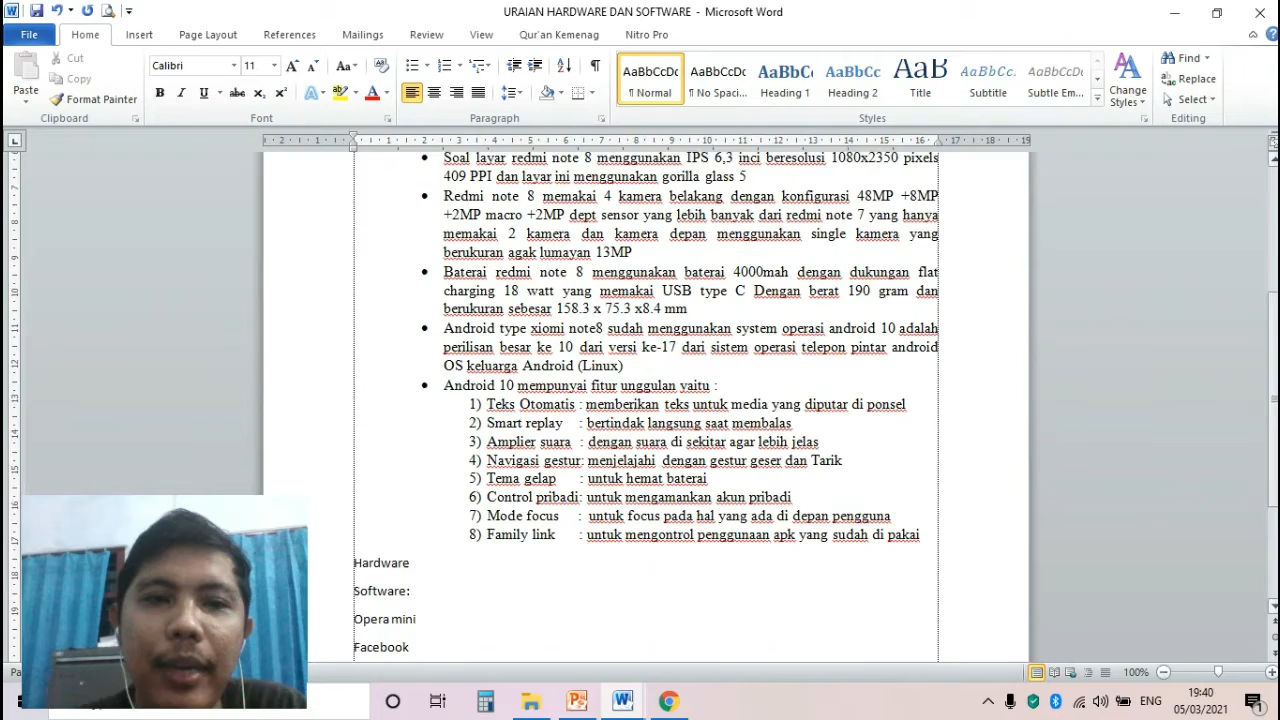 URAIAN HARDWARE DAN SOFTWARE - Microsoft Word
File Home Insert Page Layout References Mailings Review View Qur'an Kemenag Nitro Pro
Paste
Cut
Copy
Format Painter
Clipboard
Calibri 11
Font
Paragraph
AaBbCcDc AaBbCcDc AaBbC AaBbCc AaB AaBbCc. AaBbCcDc
¶ Normal ¶ No Spaci... Heading 1 Heading 2 Title Subtitle Subtle Em...
Change Styles
Styles
Find
Replace
Select
Editing
• Soal layar redmi note 8 menggunakan IPS 6,3 inci beresolusi 1080x2350 pixels
409 PPI dan layar ini menggunakan gorilla glass 5
• Redmi note 8 memakai 4 kamera belakang dengan konfigurasi 48MP +8MP
+2MP macro +2MP dept sensor yang lebih banyak dari redmi note 7 yang hanya
memakai 2 kamera dan kamera depan menggunakan single kamera yang
berukuran agak lumayan 13MP
• Baterai redmi note 8 menggunakan baterai 4000mah dengan dukungan flat
charging 18 watt yang memakai USB type C Dengan berat 190 gram dan
berukuran sebesar 158.3 x 75.3 x8.4 mm
• Android type xiomi note8 sudah menggunakan system operasi android 10 adalah
perilisan besar ke 10 dari versi ke-17 dari sistem operasi telepon pintar android
OS keluarga Android (Linux)
• Android 10 mempunyai fitur unggulan yaitu :
1) Teks Otomatis : memberikan teks untuk media yang diputar di ponsel
2) Smart replay : bertindak langsung saat membalas
3) Amplier suara : dengan suara di sekitar agar lebih jelas
4) Navigasi gestur: menjelajahi dengan gestur geser dan Tarik
5) Tema gelap : untuk hemat baterai
6) Control pribadi: untuk mengamankan akun pribadi
7) Mode focus : untuk focus pada hal yang ada di depan pengguna
8) Family link : untuk mengontrol penggunaan apk yang sudah di pakai
Hardware
Software:
Opera mini
Facebook
100%
ENG
19:40
05/03/2021